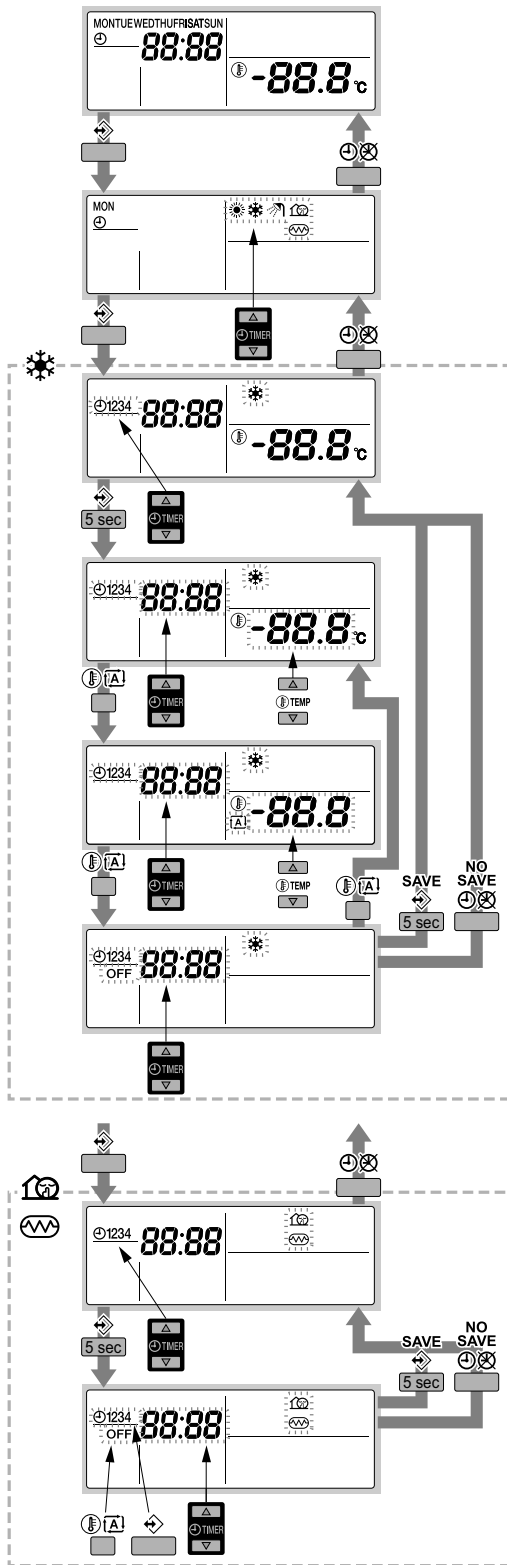 MONTUEWEDTHUFRISATSUN
88:88
-88.8 °C
MON
TIMER
1234 88:88
-88.8 °C
5 sec
TIMER
1234 88:88
-88.8 °C
A
TIMER
TEMP
1234 88:88
A -88.8
A
TIMER
TEMP
A
SAVE
NO
SAVE
5 sec
1234 88:88
OFF
TIMER
1234 88:88
5 sec
TIMER
SAVE
NO
SAVE
5 sec
1234 88:88
OFF
A
TIMER